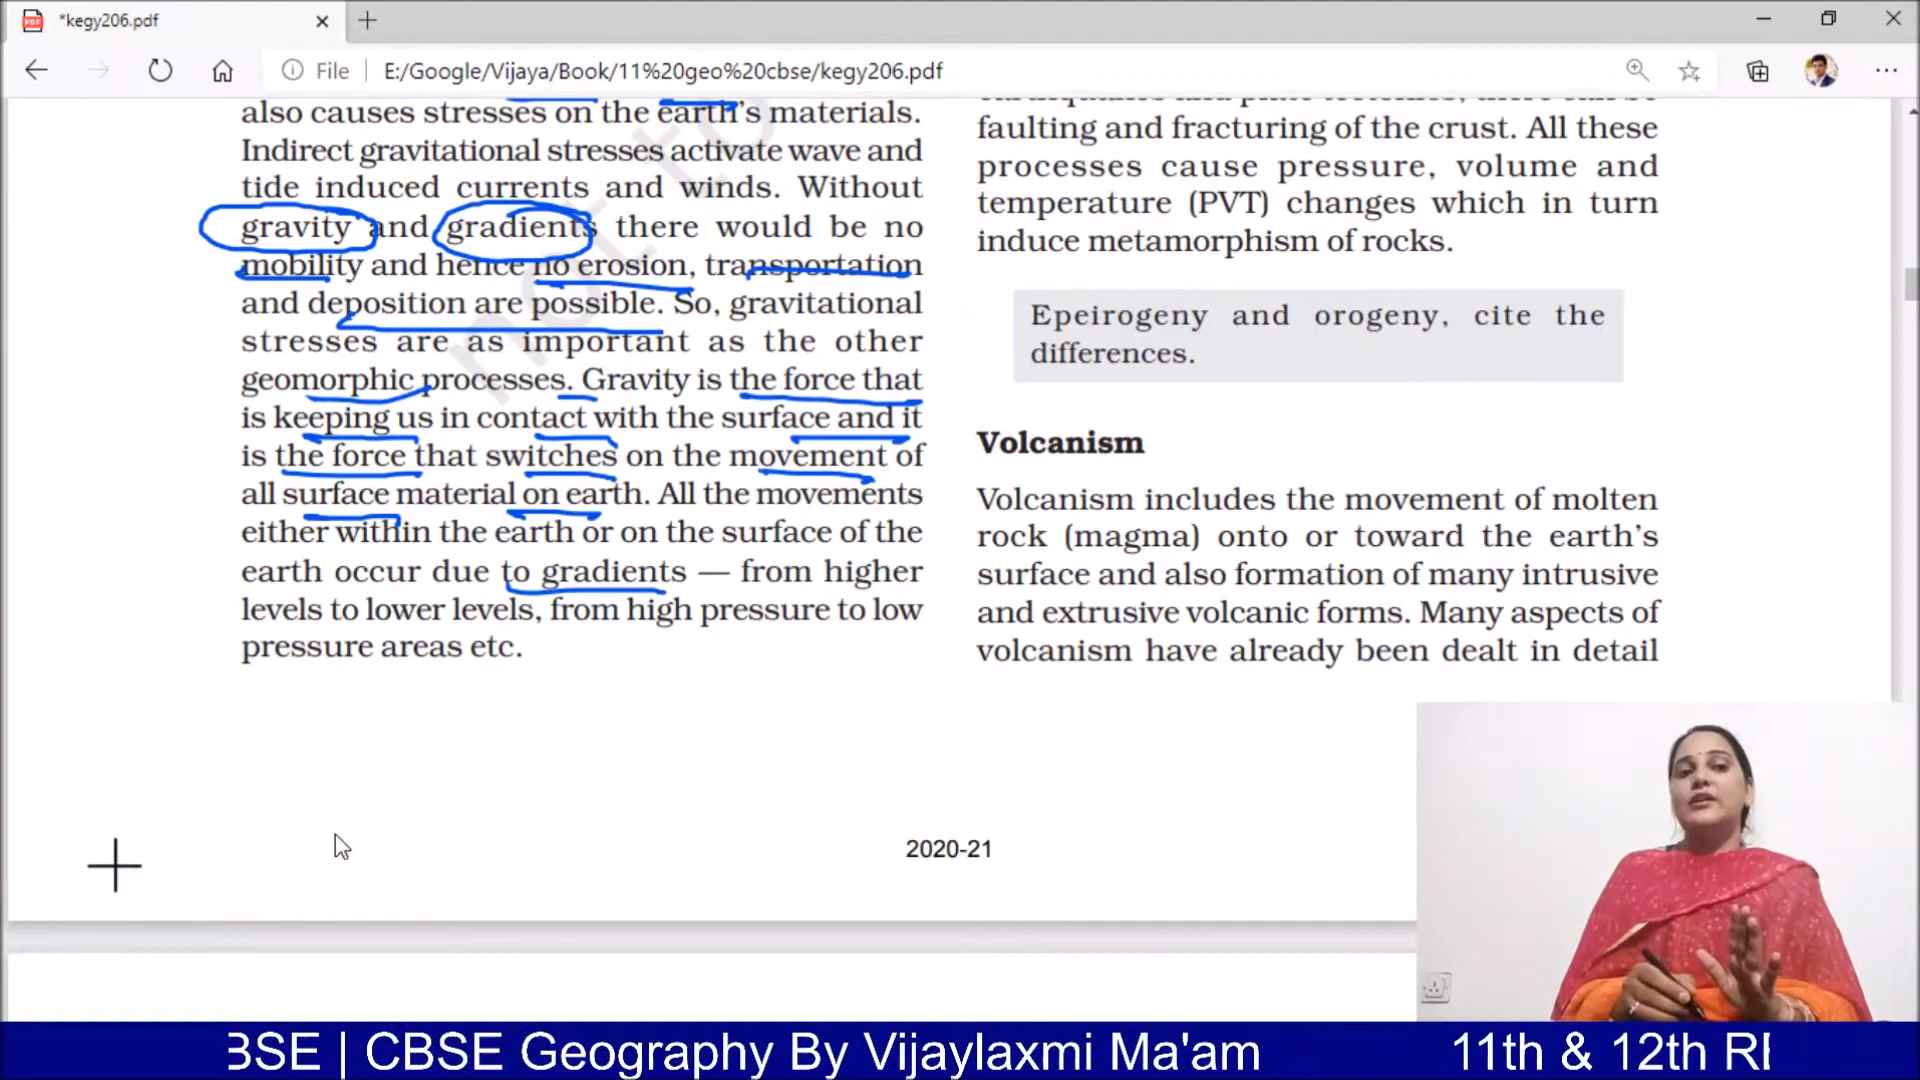 *kegy206.pdf
File
E:/Google/Vijaya/Book/11%20geo%20cbse/kegy206.pdf
also causes stresses on the earth's materials.
Indirect gravitational stresses activate wave and
tide induced currents and winds. Without
gravity and gradients there would be no
mobility and hence no erosion, transportation
and deposition are possible. So, gravitational
stresses are as important as the other
geomorphic processes. Gravity is the force that
is keeping us in contact with the surface and it
is the force that switches on the movement of
all surface material on earth. All the movements
either within the earth or on the surface of the
earth occur due to gradients — from higher
levels to lower levels, from high pressure to low
pressure areas etc.
not to
earthquakes and plate tectonics, there can be
faulting and fracturing of the crust. All these
processes cause pressure, volume and
temperature (PVT) changes which in turn
induce metamorphism of rocks.
Epeirogeny and orogeny, cite the
differences.
Volcanism
Volcanism includes the movement of molten
rock (magma) onto or toward the earth's
surface and also formation of many intrusive
and extrusive volcanic forms. Many aspects of
volcanism have already been dealt in detail
2020-21
BSE | CBSE Geography By Vijaylaxmi Ma'am
11th & 12th